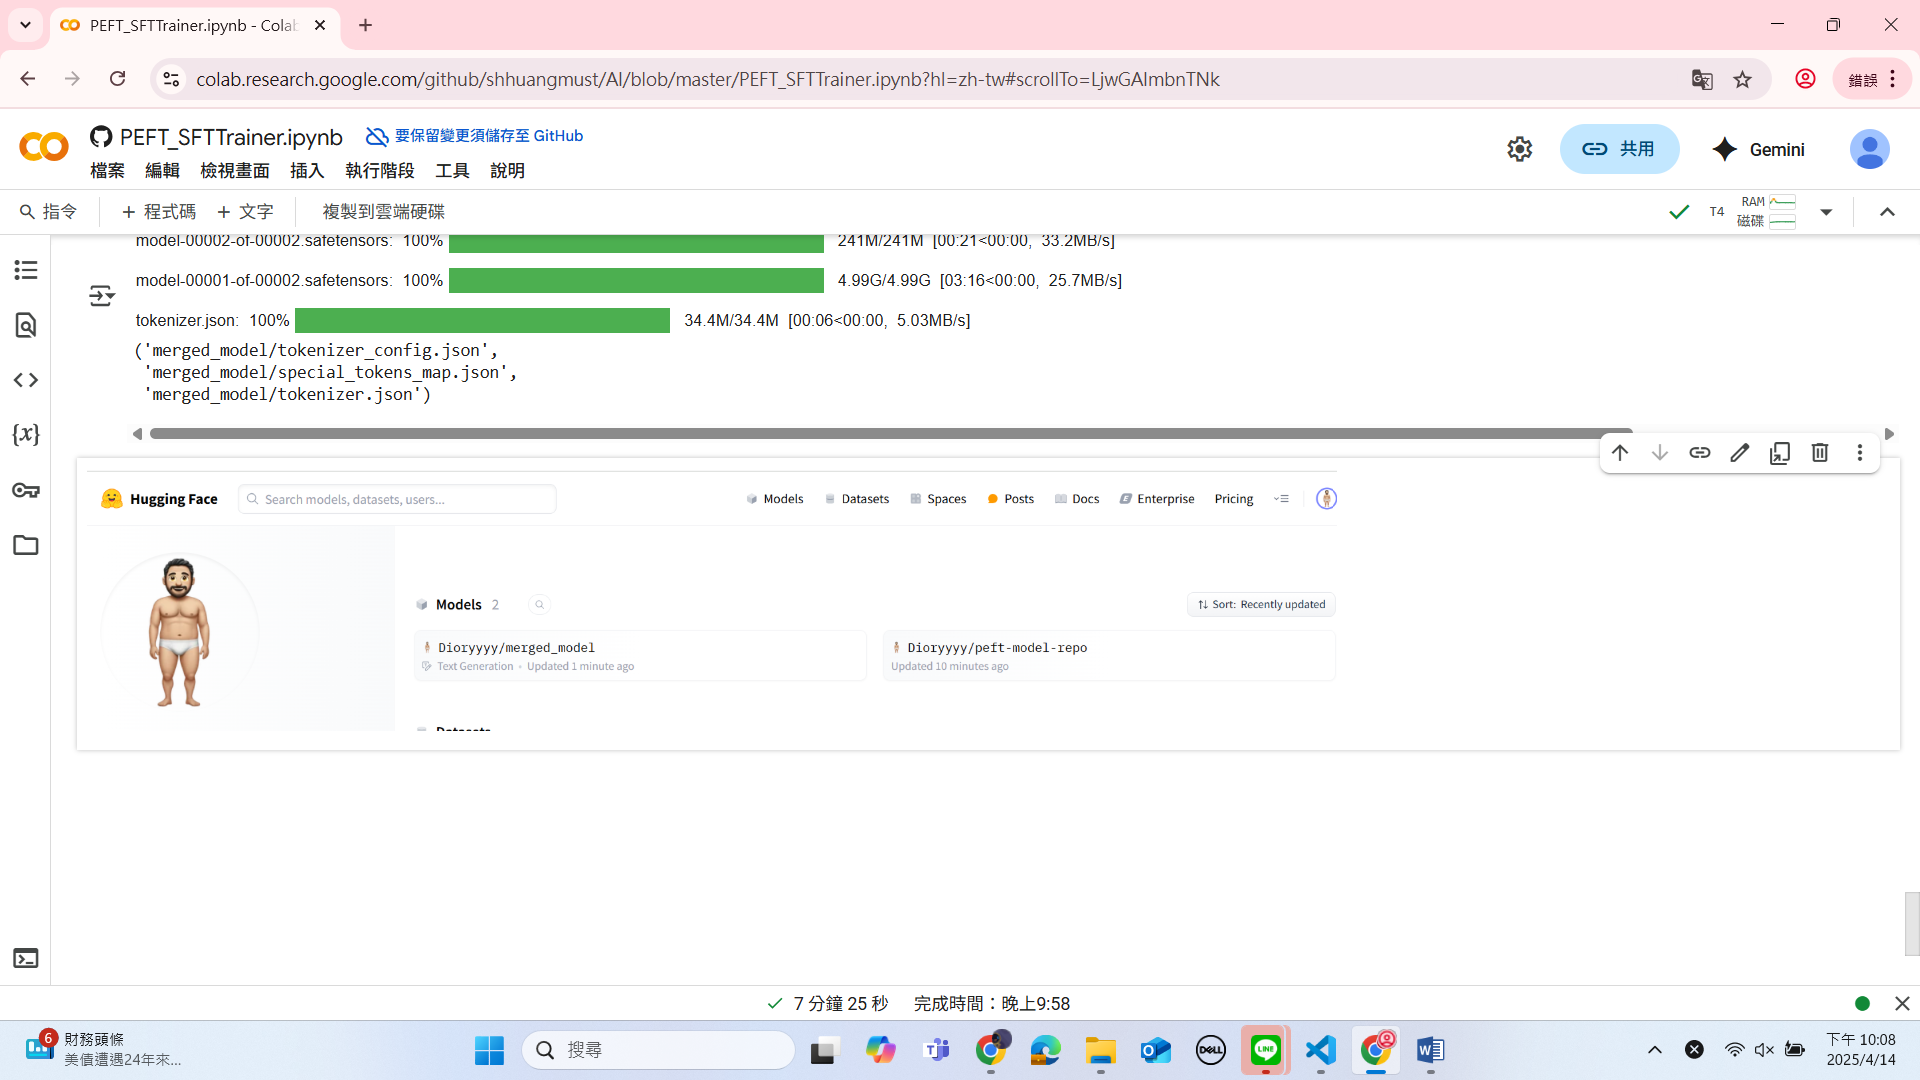 PEFT_SFTTrainer.ipynb - Colab
colab.research.google.com/github/shhuangmust/AI/blob/master/PEFT_SFTTrainer.ipynb?hl=zh-tw#scrollTo=LjwGAlmbnTNk
錯誤
PEFT_SFTTrainer.ipynb
要保留變更須儲存至 GitHub
檔案 編輯 檢視畫面 插入 執行階段 工具 說明
共用
Gemini
指令 + 程式碼 + 文字 複製到雲端硬碟
T4 RAM
磁碟
model-00002-of-00002.safetensors: 100% 241M/241M [00:21<00:00, 33.2MB/s]
model-00001-of-00002.safetensors: 100% 4.99G/4.99G [03:16<00:00, 25.7MB/s]
tokenizer.json: 100% 34.4M/34.4M [00:06<00:00, 5.03MB/s]
('merged_model/tokenizer_config.json',
'merged_model/special_tokens_map.json',
'merged_model/tokenizer.json')
Hugging Face Search models, datasets, users... Models Datasets Spaces Posts Docs Enterprise Pricing
Models 2 Sort: Recently updated
Dioryyyy/merged_model
Text Generation • Updated 1 minute ago
Dioryyyy/peft-model-repo
Updated 10 minutes ago
Datasets
7 分鐘 25 秒 完成時間：晚上9:58
6
財務頭條
美債遭遇24年來...
搜尋
DELL
LINE
下午 10:08
2025/4/14